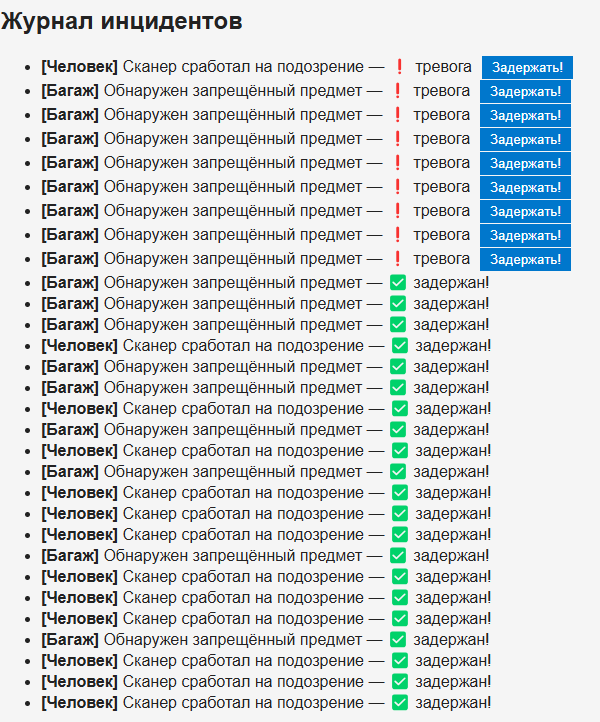 Журнал инцидентов
[Человек] Сканер сработал на подозрение — ❗ тревога Задержать!
[Багаж] Обнаружен запрещённый предмет — ❗ тревога Задержать!
[Багаж] Обнаружен запрещённый предмет — ❗ тревога Задержать!
[Багаж] Обнаружен запрещённый предмет — ❗ тревога Задержать!
[Багаж] Обнаружен запрещённый предмет — ❗ тревога Задержать!
[Багаж] Обнаружен запрещённый предмет — ❗ тревога Задержать!
[Багаж] Обнаружен запрещённый предмет — ❗ тревога Задержать!
[Багаж] Обнаружен запрещённый предмет — ❗ тревога Задержать!
[Багаж] Обнаружен запрещённый предмет — ❗ тревога Задержать!
[Багаж] Обнаружен запрещённый предмет — ✅ задержан!
[Багаж] Обнаружен запрещённый предмет — ✅ задержан!
[Багаж] Обнаружен запрещённый предмет — ✅ задержан!
[Человек] Сканер сработал на подозрение — ✅ задержан!
[Багаж] Обнаружен запрещённый предмет — ✅ задержан!
[Багаж] Обнаружен запрещённый предмет — ✅ задержан!
[Человек] Сканер сработал на подозрение — ✅ задержан!
[Багаж] Обнаружен запрещённый предмет — ✅ задержан!
[Человек] Сканер сработал на подозрение — ✅ задержан!
[Багаж] Обнаружен запрещённый предмет — ✅ задержан!
[Человек] Сканер сработал на подозрение — ✅ задержан!
[Человек] Сканер сработал на подозрение — ✅ задержан!
[Человек] Сканер сработал на подозрение — ✅ задержан!
[Багаж] Обнаружен запрещённый предмет — ✅ задержан!
[Человек] Сканер сработал на подозрение — ✅ задержан!
[Человек] Сканер сработал на подозрение — ✅ задержан!
[Человек] Сканер сработал на подозрение — ✅ задержан!
[Багаж] Обнаружен запрещённый предмет — ✅ задержан!
[Человек] Сканер сработал на подозрение — ✅ задержан!
[Человек] Сканер сработал на подозрение — ✅ задержан!
[Человек] Сканер сработал на подозрение — ✅ задержан!